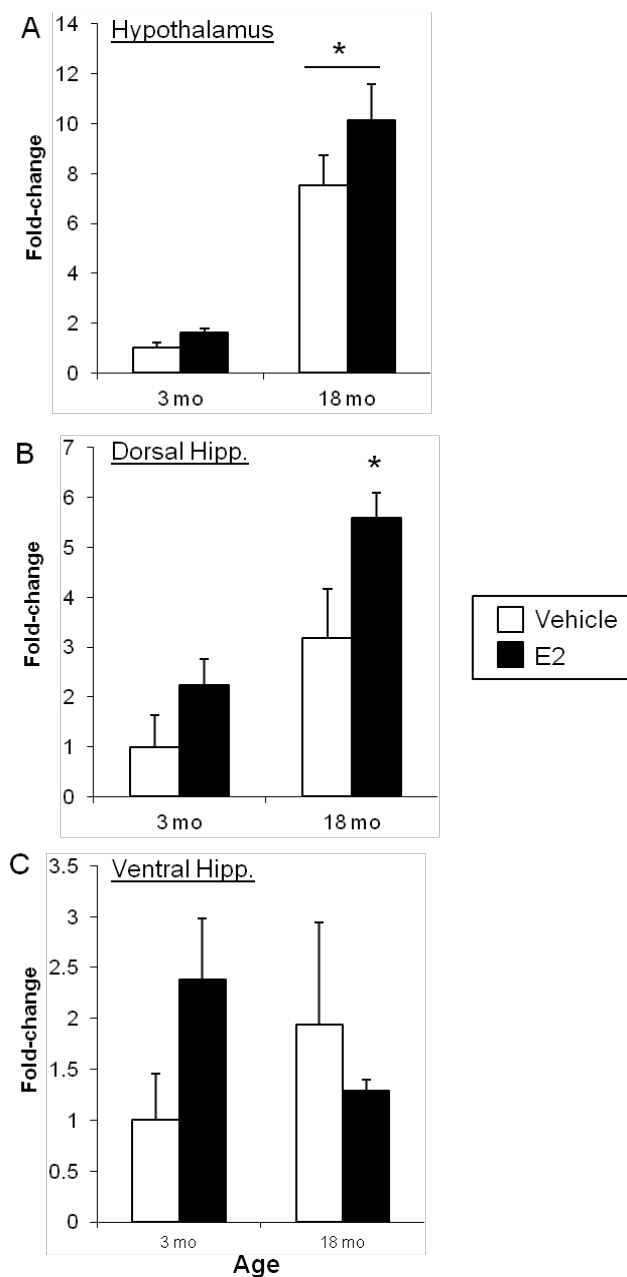 A
Hypothalamus
14
12
10
8
6
4
2
0
Fold-change
*
3 mo
18 mo
B
Dorsal Hipp.
7
6
5
4
3
2
1
0
Fold-change
*
3 mo
18 mo
Vehicle
E2
C
Ventral Hipp.
3.5
3
2.5
2
1.5
1
0.5
0
Fold-change
3 mo
18 mo
Age